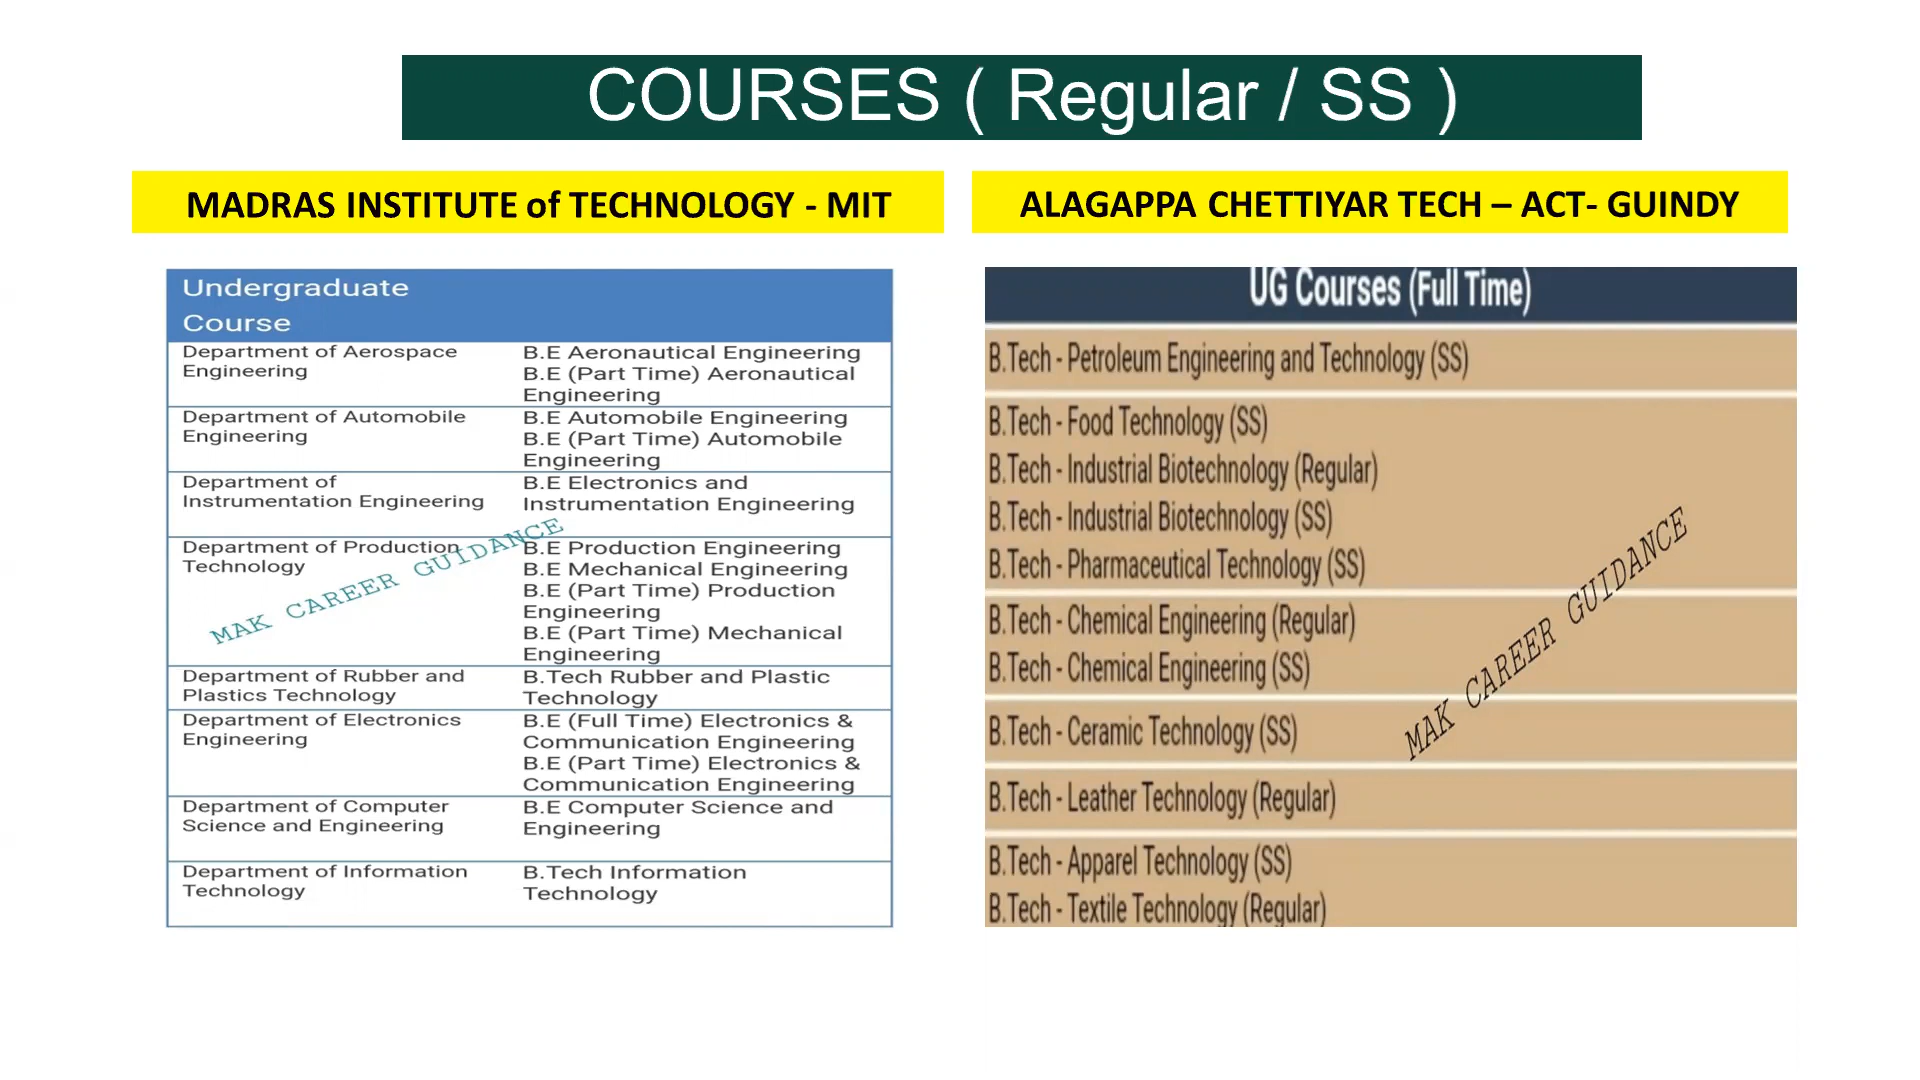 COURSES ( Regular / SS )
MADRAS INSTITUTE of TECHNOLOGY - MIT
Undergraduate
Course
Department of Aerospace
Engineering
B.E Aeronautical Engineering
B.E (Part Time) Aeronautical
Engineering
Department of Automobile
Engineering
B.E Automobile Engineering
B.E (Part Time) Automobile
Engineering
Department of
Instrumentation Engineering
B.E Electronics and
Instrumentation Engineering
Department of Production
Technology
B.E Production Engineering
B.E Mechanical Engineering
B.E (Part Time) Production
Engineering
B.E (Part Time) Mechanical
Engineering
MAK CAREER GUIDANCE
Department of Rubber and
Plastics Technology
B.Tech Rubber and Plastic
Technology
Department of Electronics
Engineering
B.E (Full Time) Electronics &
Communication Engineering
B.E (Part Time) Electronics &
Communication Engineering
Department of Computer
Science and Engineering
B.E Computer Science and
Engineering
Department of Information
Technology
B.Tech Information
Technology
ALAGAPPA CHETTIYAR TECH – ACT- GUINDY
UG Courses (Full Time)
B.Tech - Petroleum Engineering and Technology (SS)
B.Tech - Food Technology (SS)
B.Tech - Industrial Biotechnology (Regular)
B.Tech - Industrial Biotechnology (SS)
B.Tech - Pharmaceutical Technology (SS)
B.Tech - Chemical Engineering (Regular)
B.Tech - Chemical Engineering (SS)
B.Tech - Ceramic Technology (SS)
B.Tech - Leather Technology (Regular)
B.Tech - Apparel Technology (SS)
B.Tech - Textile Technology (Regular)
MAK CAREER GUIDANCE